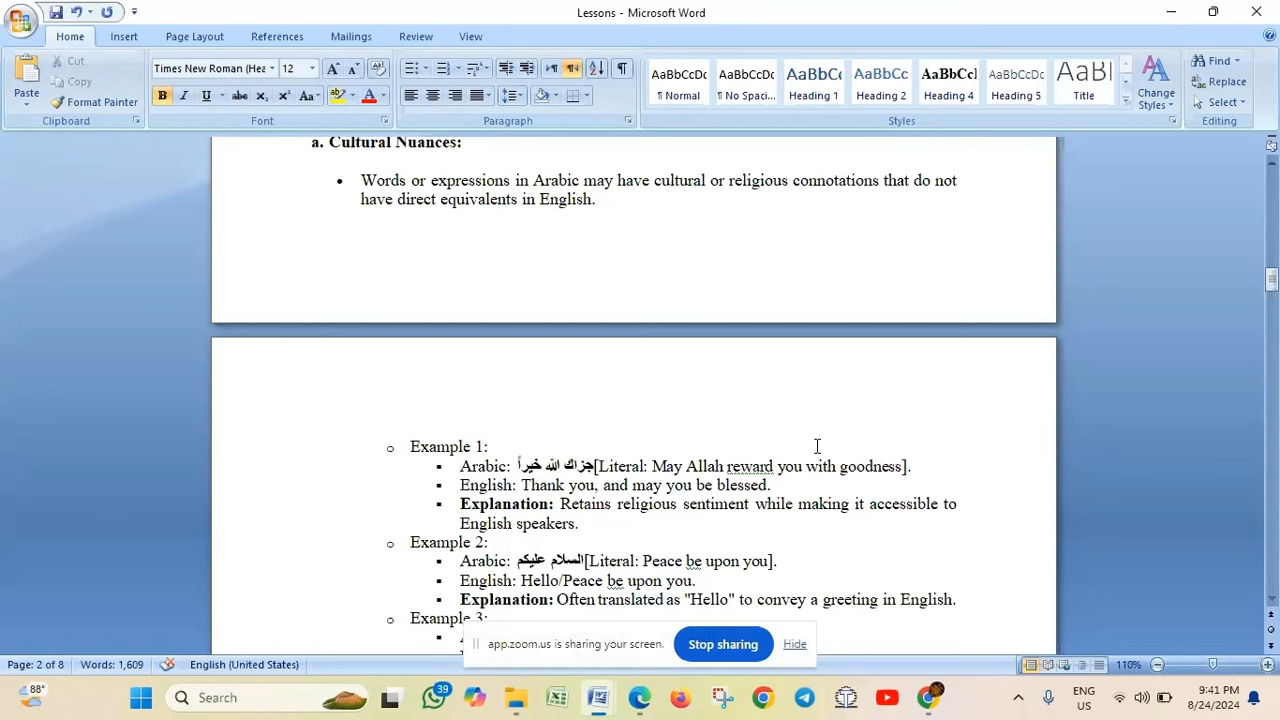 Lessons - Microsoft Word
Home Insert Page Layout References Mailings Review View
Paste Cut Copy Format Painter Clipboard
Times New Roman (He 12 Font
Paragraph
AaBbCcDc AaBbCcD. AaBbC AaBbC AaBbCcI AaBbCcDc AaBl
¶ Normal ¶ No Spaci... Heading 1 Heading 2 Heading 4 Heading 5 Title
Change Styles Styles
Find Replace Select Editing
a. Cultural Nuances:
• Words or expressions in Arabic may have cultural or religious connotations that do not
have direct equivalents in English.
o Example 1:
▪ Arabic: جزاك الله خيراً[Literal: May Allah reward you with goodness].
▪ English: Thank you, and may you be blessed.
▪ Explanation: Retains religious sentiment while making it accessible to
English speakers.
o Example 2:
▪ Arabic: السلام عليكم[Literal: Peace be upon you].
▪ English: Hello/Peace be upon you.
▪ Explanation: Often translated as "Hello" to convey a greeting in English.
o Example 3:
app.zoom.us is sharing your screen. Stop sharing Hide
Page: 2 of 8 Words: 1,609 English (United States) 110%
88° Search 39 ENG US 9:41 PM 8/24/2024